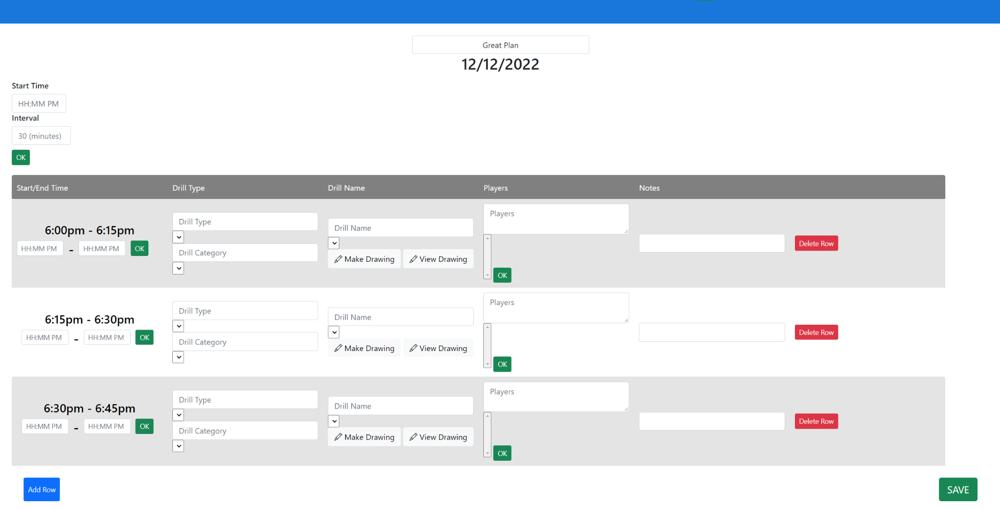 Great Plan
12/12/2022
Start Time
HH:MM PM
Interval
30 (minutes)
OK
Start/End Time Drill Type Drill Name Players Notes
6:00pm - 6:15pm
HH:MM PM - HH:MM PM OK
Drill Type
Drill Category
Drill Name
Make Drawing View Drawing
Players
OK
Delete Row
6:15pm - 6:30pm
HH:MM PM - HH:MM PM OK
Drill Type
Drill Category
Drill Name
Make Drawing View Drawing
Players
OK
Delete Row
6:30pm - 6:45pm
HH:MM PM - HH:MM PM OK
Drill Type
Drill Category
Drill Name
Make Drawing View Drawing
Players
OK
Delete Row
Add Row SAVE